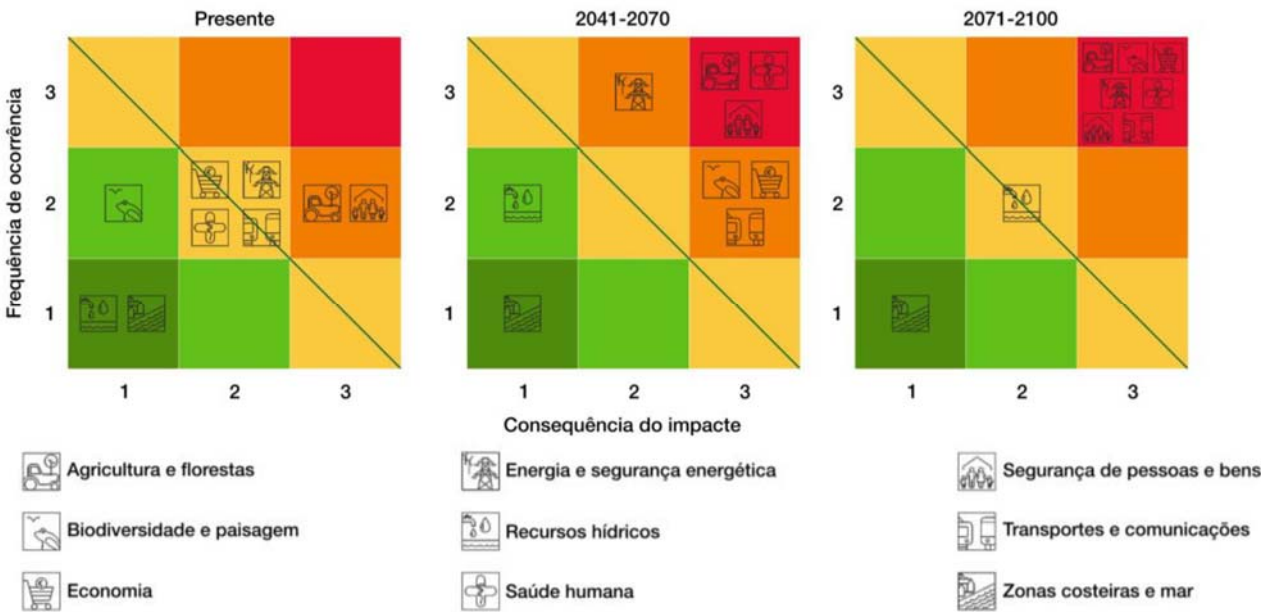 Presente
2041-2070
2071-2100
Frequência de ocorrência
3
3
3
2
2
2
1
1
1
1 2 3
1 2 3
1 2 3
Consequência do impacte
Agricultura e florestas
Energia e segurança energética
Segurança de pessoas e bens
Biodiversidade e paisagem
Recursos hídricos
Transportes e comunicações
Economia
Saúde humana
Zonas costeiras e mar